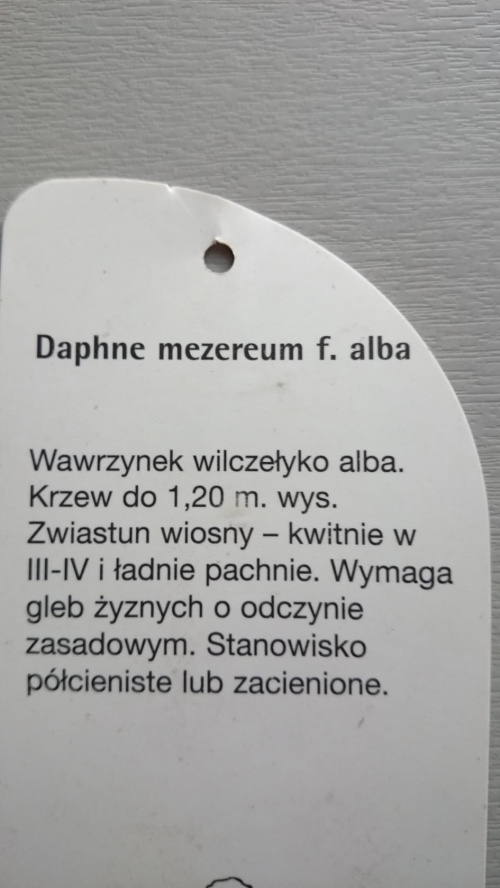 Daphne mezereum f. alba
Wawrzynek wilczełyko alba.
Krzew do 1,20 m. wys.
Zwiastun wiosny – kwitnie w
III-IV i ładnie pachnie. Wymaga
gleb żyznych o odczynie
zasadowym. Stanowisko
półcieniste lub zacienione.